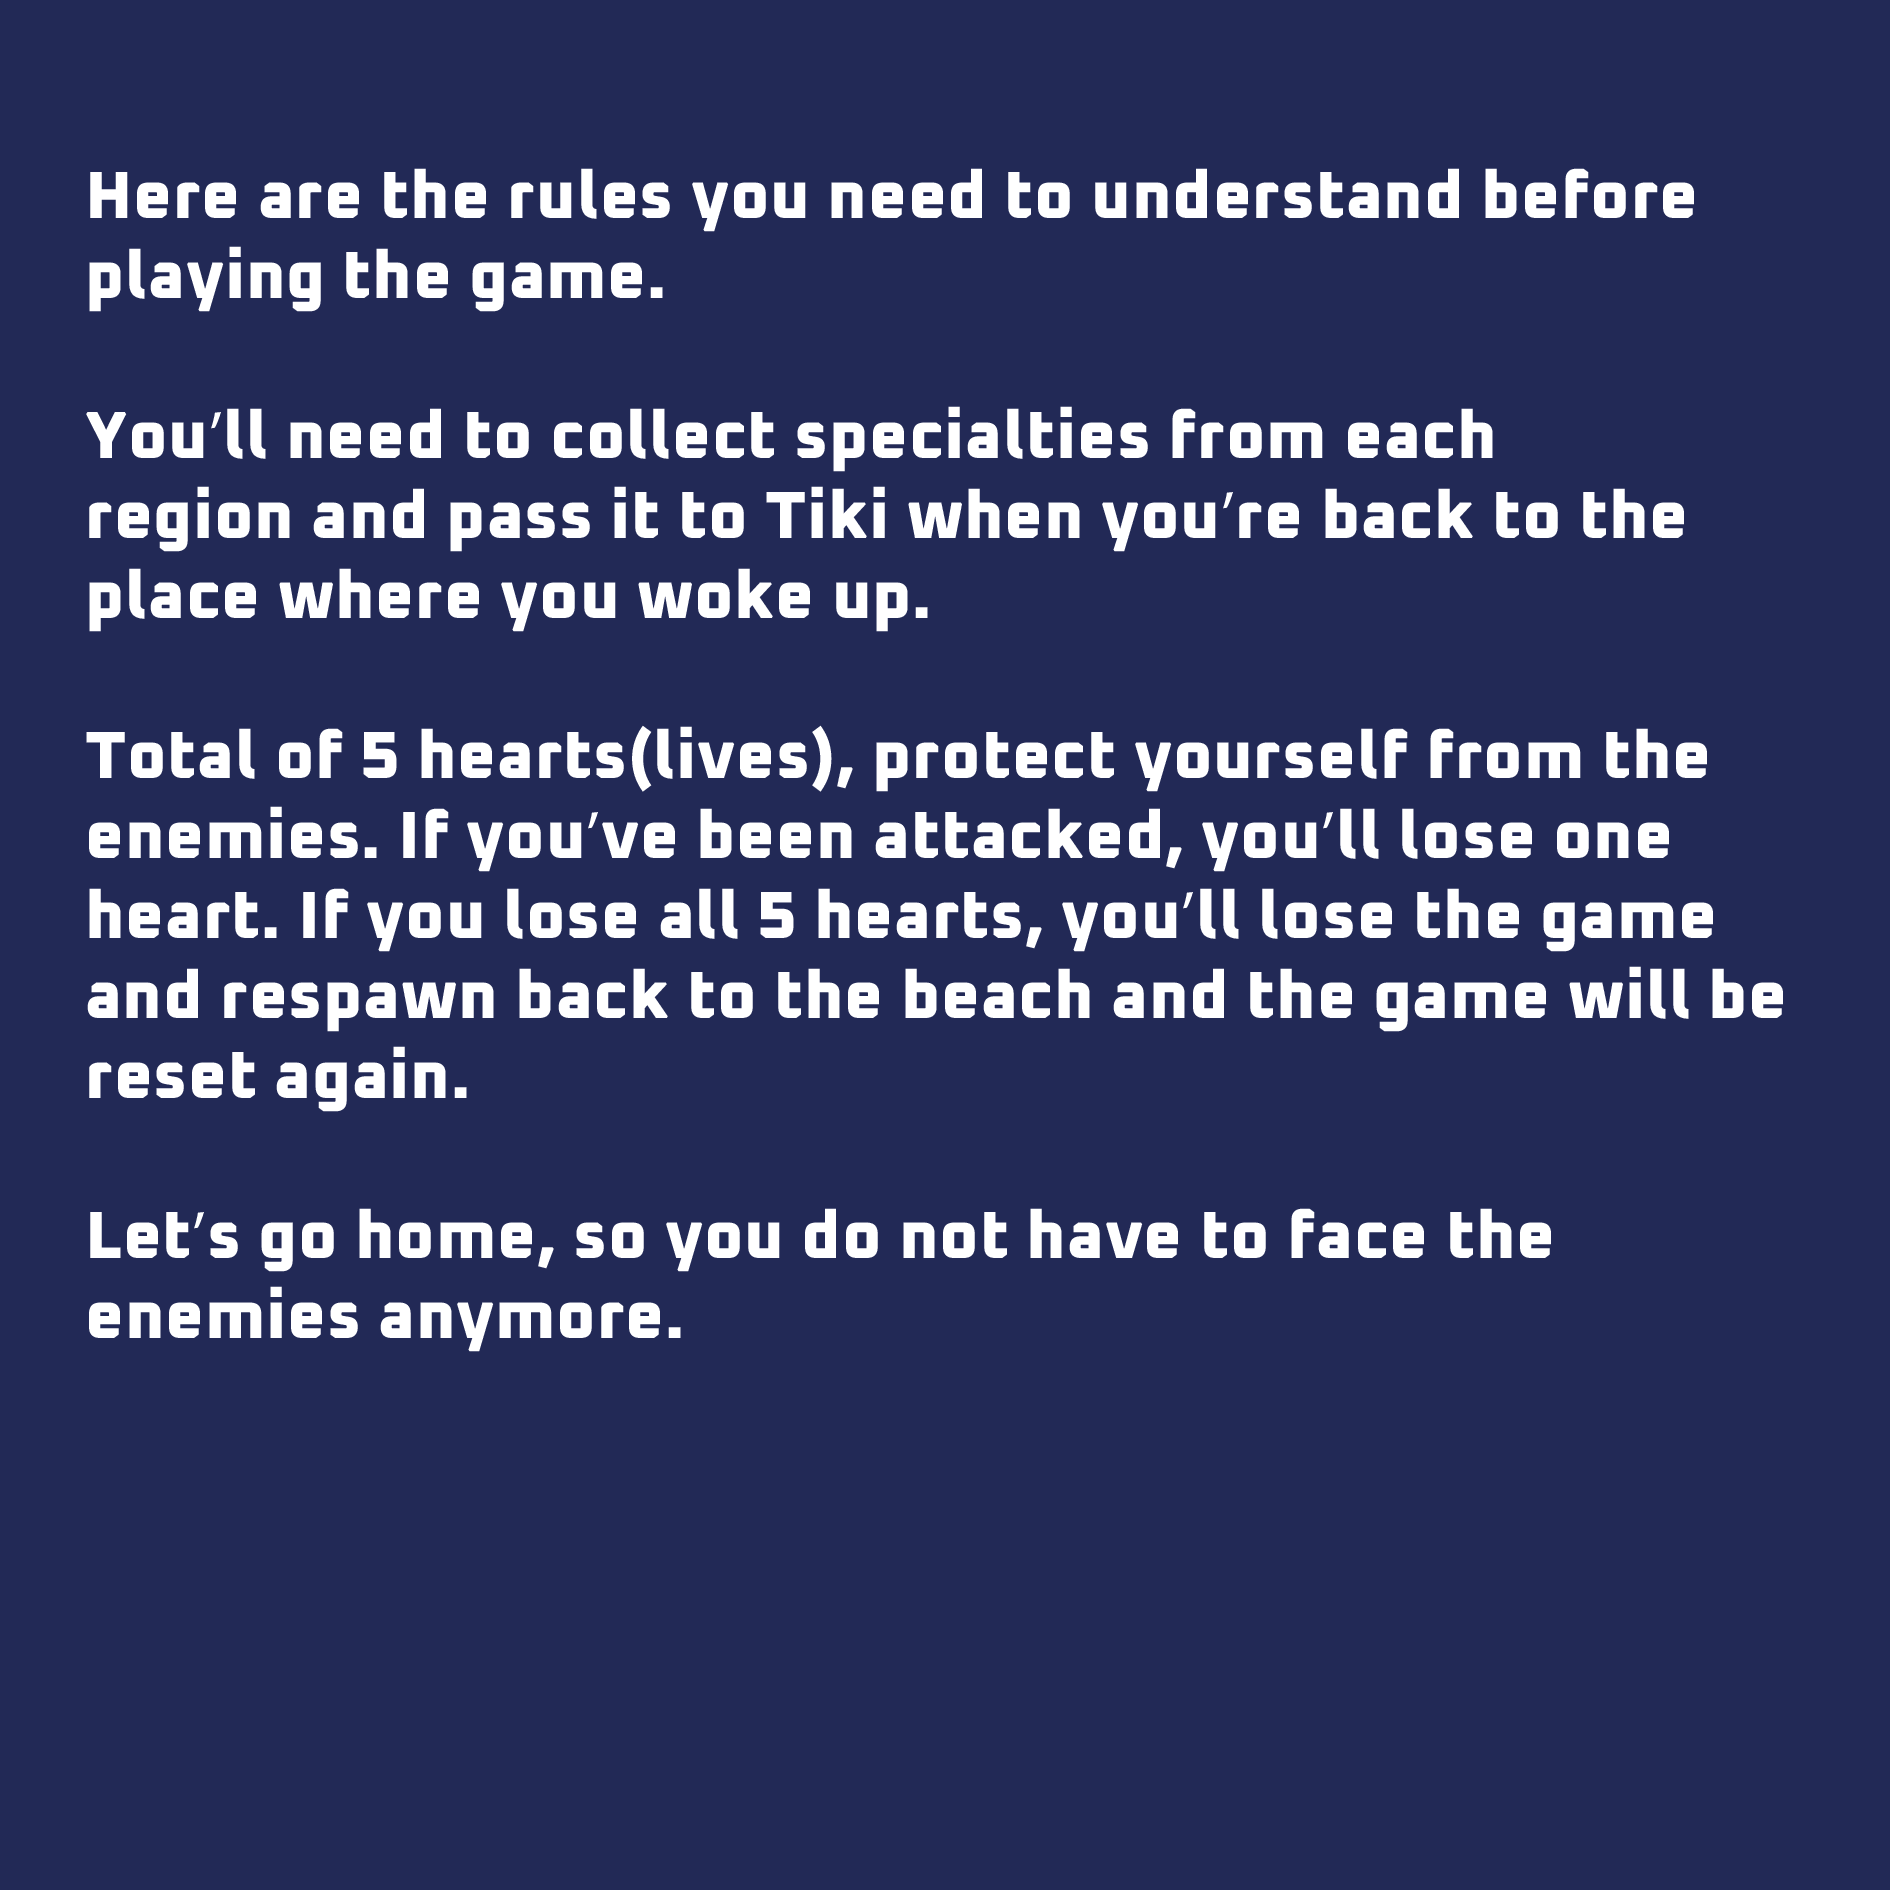 Here are the rules you need to understand before
playing the game.
You’ll need to collect specialties from each
region and pass it to Tiki when you’re back to the
place where you woke up.
Total of 5 hearts(lives), protect yourself from the
enemies. If you’ve been attacked, you’ll lose one
heart. If you lose all 5 hearts, you’ll lose the game
and respawn back to the beach and the game will be
reset again.
Let’s go home, so you do not have to face the
enemies anymore.